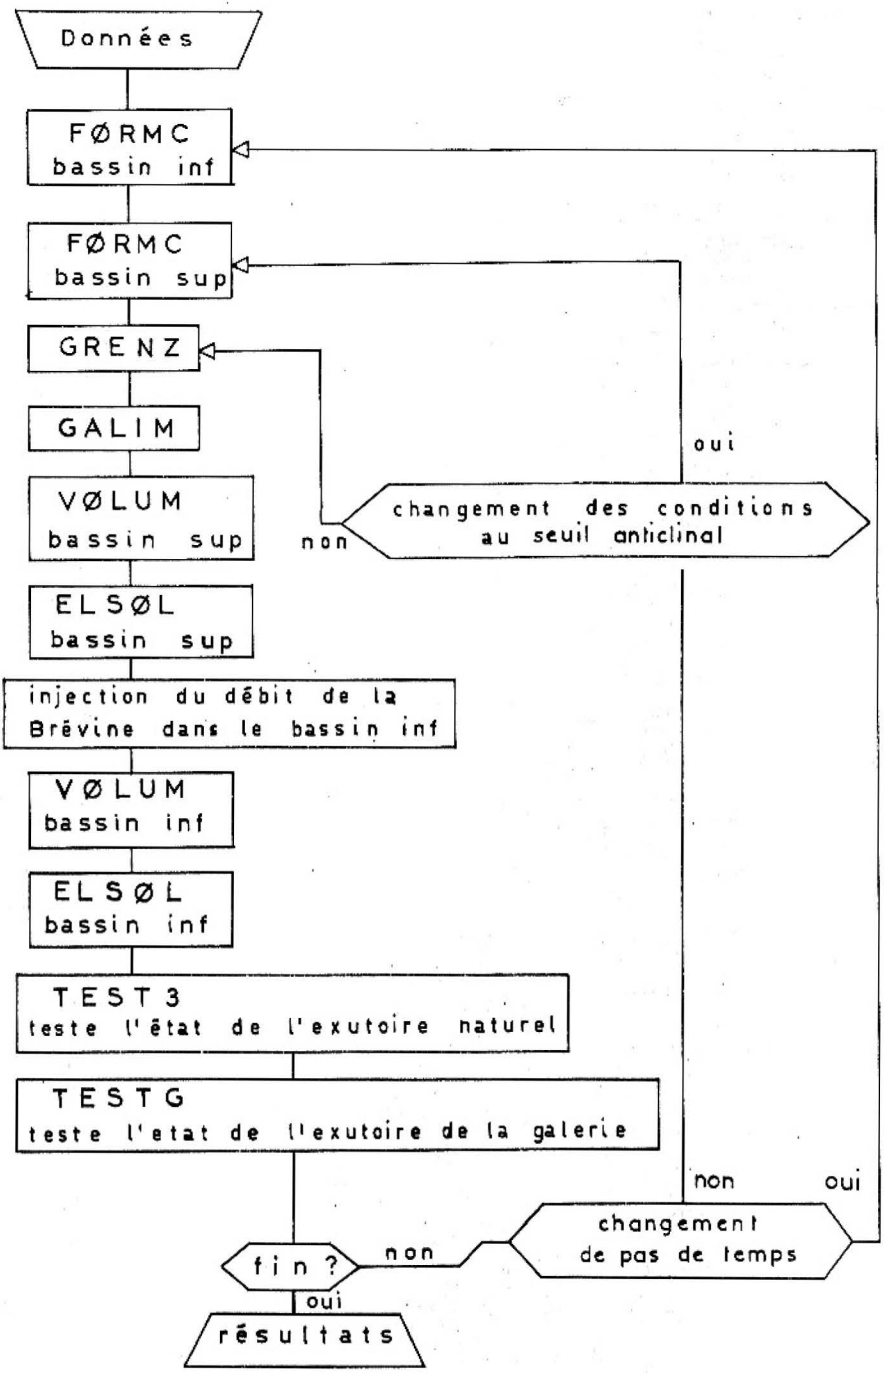 Données
FØRMC
bassin inf
FØRMC
bassin sup
GRENZ
GALIM
oui
VØLUM
bassin sup
changement des conditions
au seuil anticlinal
non
ELSØL
bassin sup
injection du débit de la
Brévine dans le bassin inf
VØLUM
bassin inf
ELSØL
bassin inf
TEST3
teste l'état de l'exutoire naturel
TESTG
teste l'etat de l'exutoire de la galerie
non
oui
changement
de pas de temps
fin ?
non
oui
résultats